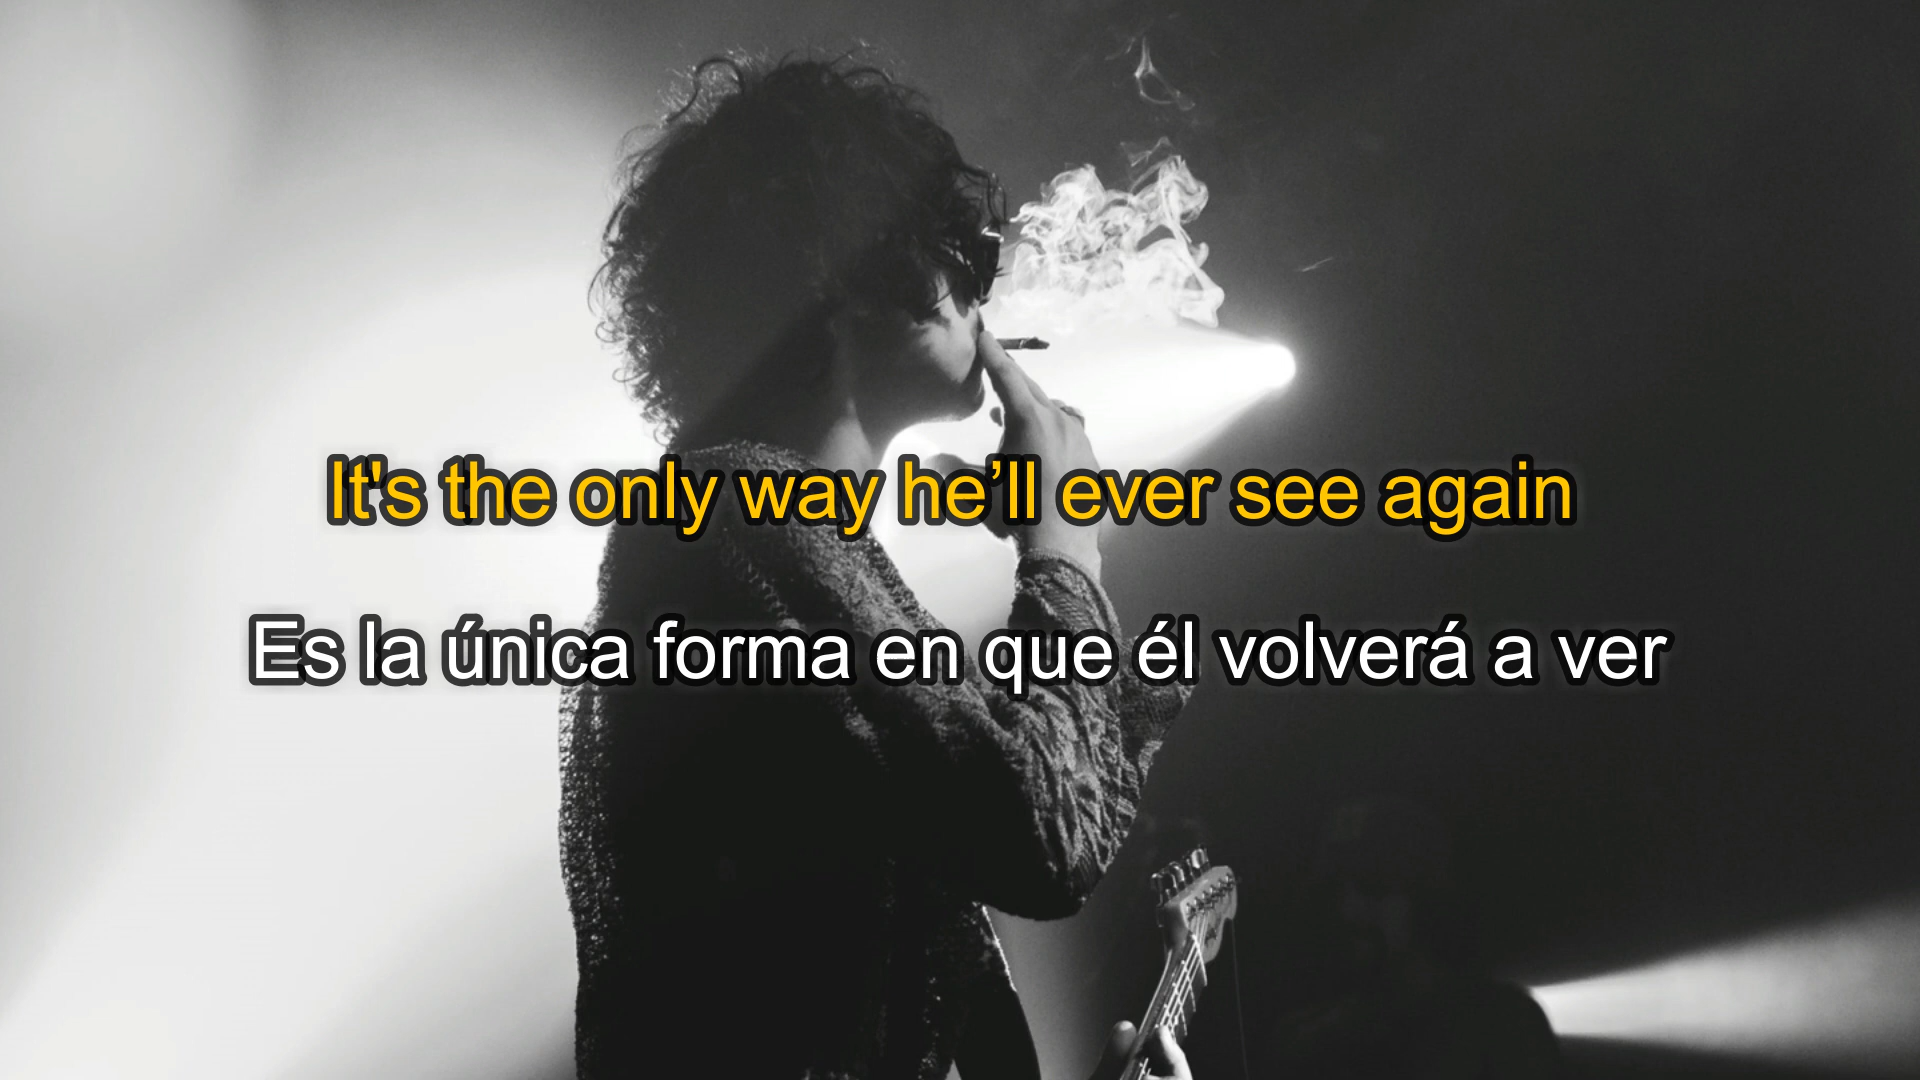 It's the only way he’ll ever see again
Es la única forma en que él volverá a ver